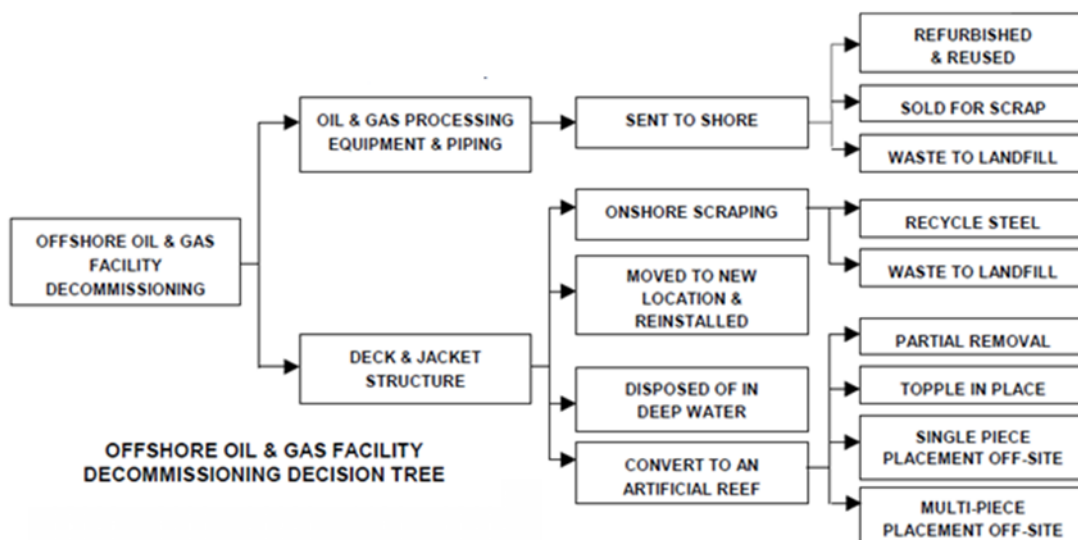 REFURBISHED
& REUSED
OIL & GAS PROCESSING
EQUIPMENT & PIPING
SENT TO SHORE
SOLD FOR SCRAP
WASTE TO LANDFILL
OFFSHORE OIL & GAS
FACILITY
DECOMMISSIONING
ONSHORE SCRAPING
RECYCLE STEEL
WASTE TO LANDFILL
MOVED TO NEW
LOCATION &
REINSTALLED
DECK & JACKET
STRUCTURE
DISPOSED OF IN
DEEP WATER
CONVERT TO AN
ARTIFICIAL REEF
PARTIAL REMOVAL
TOPPLE IN PLACE
SINGLE PIECE
PLACEMENT OFF-SITE
MULTI-PIECE
PLACEMENT OFF-SITE
OFFSHORE OIL & GAS FACILITY
DECOMMISSIONING DECISION TREE